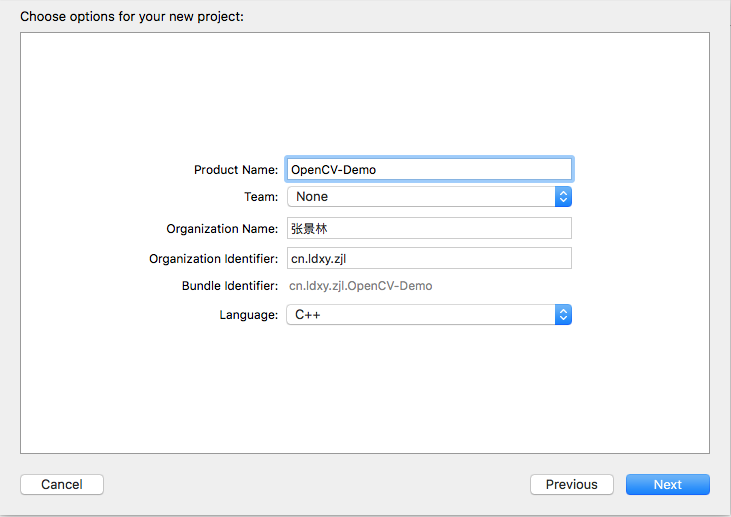 Choose options for your new project:
Product Name: OpenCV-Demo
Team: None
Organization Name: 张景林
Organization Identifier: cn.ldxy.zjl
Bundle Identifier: cn.ldxy.zjl.OpenCV-Demo
Language: C++
Cancel Previous Next